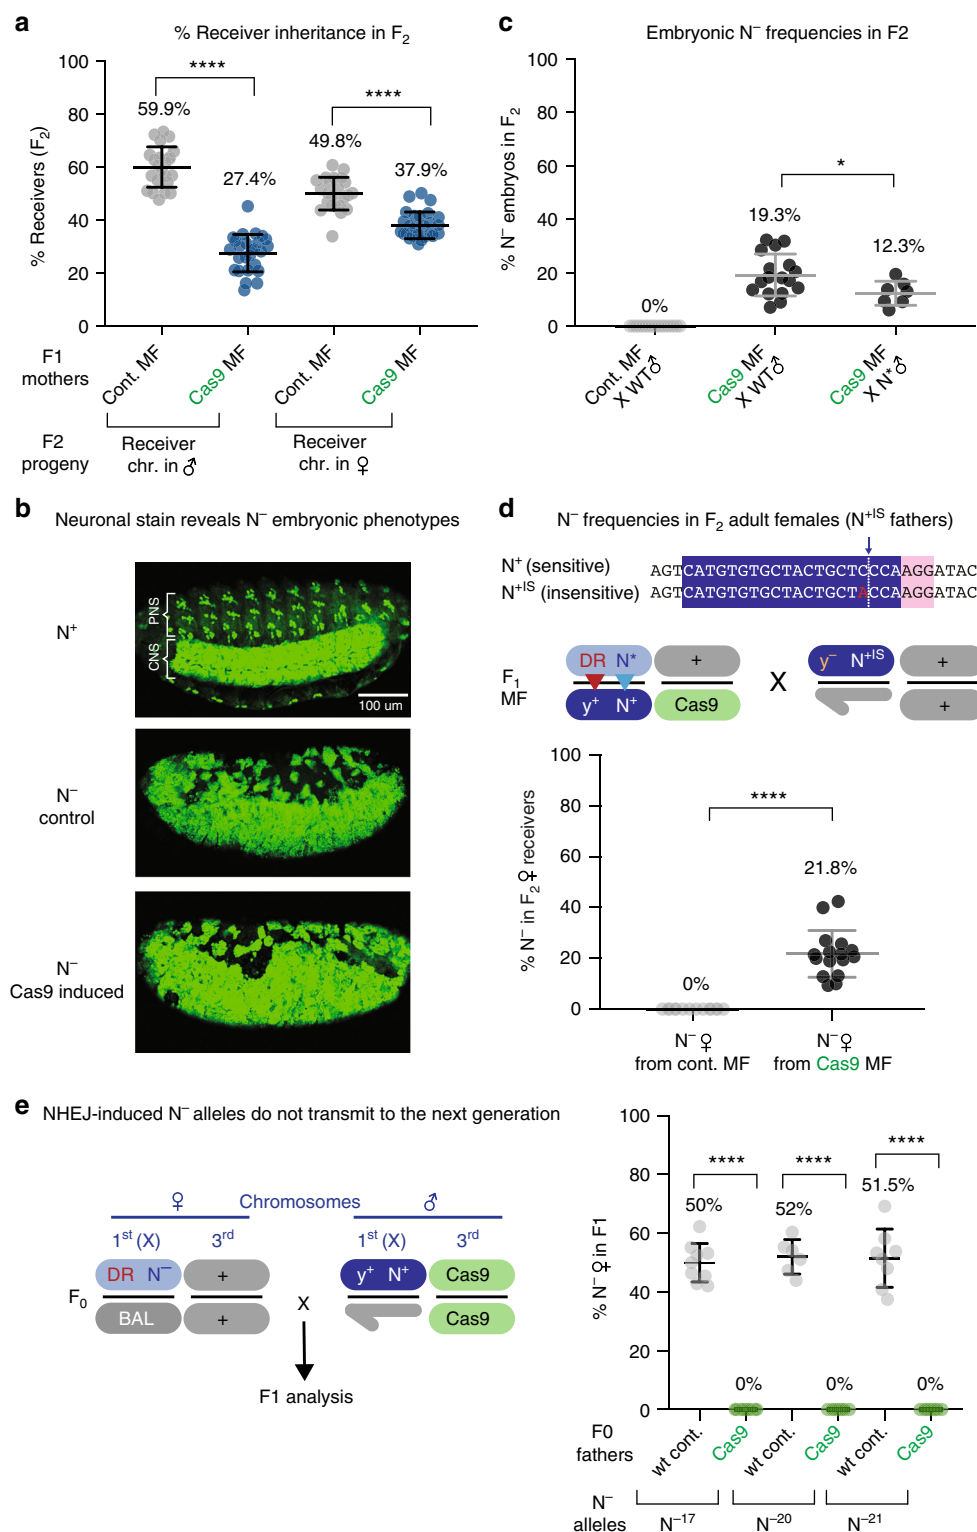 a
% Receiver inheritance in F2
% Receivers (F2)
100
80
60
40
20
0
****
****
59.9%
27.4%
49.8%
37.9%
F1 mothers
Cont. MF
Cas9 MF
Cont. MF
Cas9 MF
F2 progeny
Receiver chr. in ♂
Receiver chr. in ♀
c
Embryonic N− frequencies in F2
% N− embryos in F2
100
80
60
40
20
0
*
0%
19.3%
12.3%
Cont. MF X WT♂
Cas9 MF X WT♂
Cas9 MF X N*♂
b
Neuronal stain reveals N− embryonic phenotypes
N+
PNS
CNS
100 um
N− control
N− Cas9 induced
d
N− frequencies in F2 adult females (N+IS fathers)
N+ (sensitive)
AGTCATGTGTGCTACTGCTCCCAAGGATAC
N+IS (insensitive)
AGTCATGTGTGCTACTGCTACCAAGGATAC
F1 MF
DR N*
+
y+ N+
Cas9
X
y− N+IS
+
+
% N− in F2 ♀ receivers
100
80
60
40
20
0
****
0%
21.8%
N− ♀ from cont. MF
N− ♀ from Cas9 MF
e
NHEJ-induced N− alleles do not transmit to the next generation
♀
Chromosomes
♂
1st (X)
3rd
1st (X)
3rd
F0
DR N−
+
BAL
+
X
y+ N+
Cas9
Cas9
F1 analysis
% N− ♀ in F1
100
80
60
40
20
0
****
****
****
50%
52%
51.5%
0%
0%
0%
F0 fathers
wt cont.
Cas9
wt cont.
Cas9
wt cont.
Cas9
N− alleles
N−17
N−20
N−21